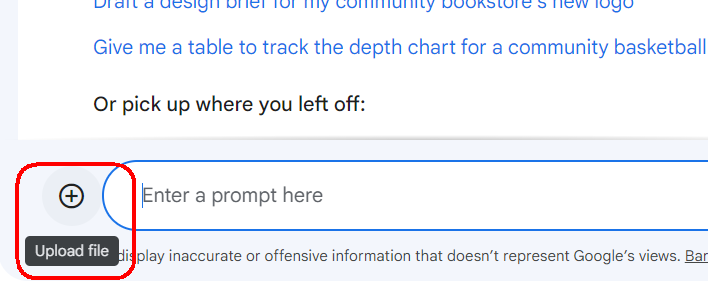 Draft a design brief for my community bookstore's new logo
Give me a table to track the depth chart for a community basketball
Or pick up where you left off:
Enter a prompt here
Upload file
display inaccurate or offensive information that doesn't represent Google's views.